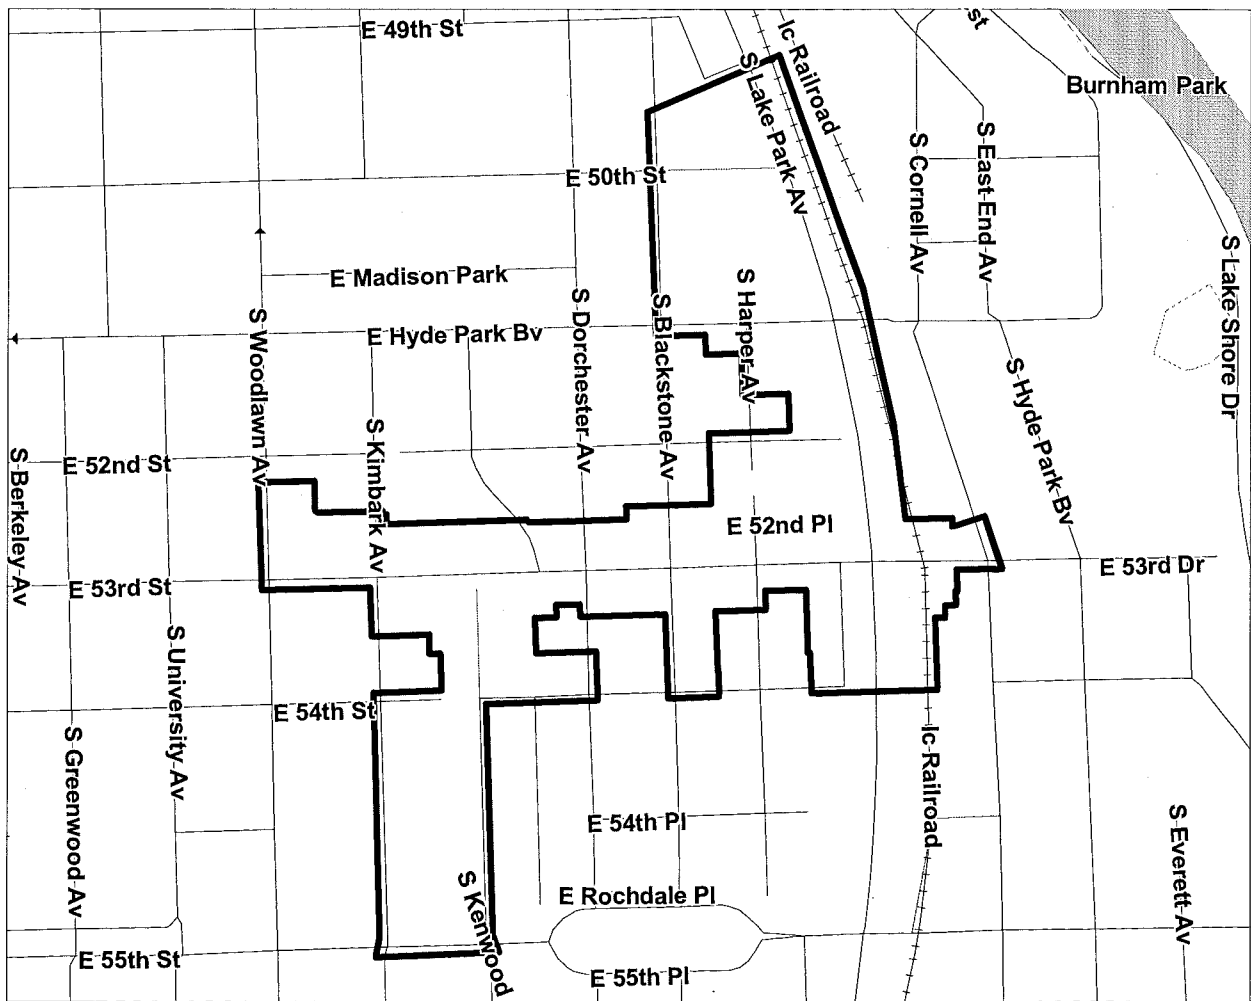 E 49th St
st
Ic Railroad
S Lake Park Av
Burnham Park
S Cornell Av
S East End Av
E 50th St
S Lake Shore Dr
E Madison Park
S Harper Av
S Dorchester Av
S Blackstone Av
S Woodlawn Av
E Hyde Park Bv
S Hyde Park Bv
S Kimbark Av
S Berkeley Av
E 52nd St
E 52nd Pl
E 53rd Dr
E 53rd St
S University Av
E 54th St
S Greenwood Av
Ic Railroad
E 54th Pl
S Everett Av
S Kenwood
E Rochdale Pl
E 55th St
E 55th Pl